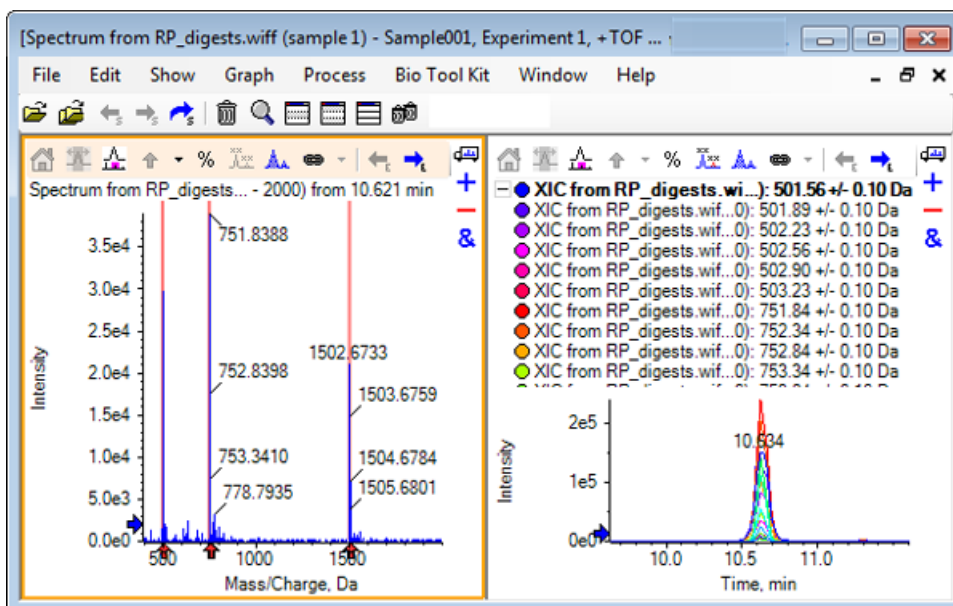 [Spectrum from RP_digests.wiff (sample 1) - Sample001, Experiment 1, +TOF ...
File Edit Show Graph Process Bio Tool Kit Window Help
Spectrum from RP_digests... - 2000) from 10.621 min
3.5e4
3.0e4
2.5e4
2.0e4
1.5e4
1.0e4
5.0e3
0.0e0
Intensity
751.8388
1502.6733
752.8398
1503.6759
753.3410
1504.6784
778.7935
1505.6801
500 1000 1500
Mass/Charge, Da
XIC from RP_digests.wi...): 501.56 +/- 0.10 Da
XIC from RP_digests.wif...0): 501.89 +/- 0.10 Da
XIC from RP_digests.wif...0): 502.23 +/- 0.10 Da
XIC from RP_digests.wif...0): 502.56 +/- 0.10 Da
XIC from RP_digests.wif...0): 502.90 +/- 0.10 Da
XIC from RP_digests.wif...0): 503.23 +/- 0.10 Da
XIC from RP_digests.wif...0): 751.84 +/- 0.10 Da
XIC from RP_digests.wif...0): 752.34 +/- 0.10 Da
XIC from RP_digests.wif...0): 752.84 +/- 0.10 Da
XIC from RP_digests.wif...0): 753.34 +/- 0.10 Da
2e5
1e5
0e0
Intensity
10.634
10.0 10.5 11.0
Time, min